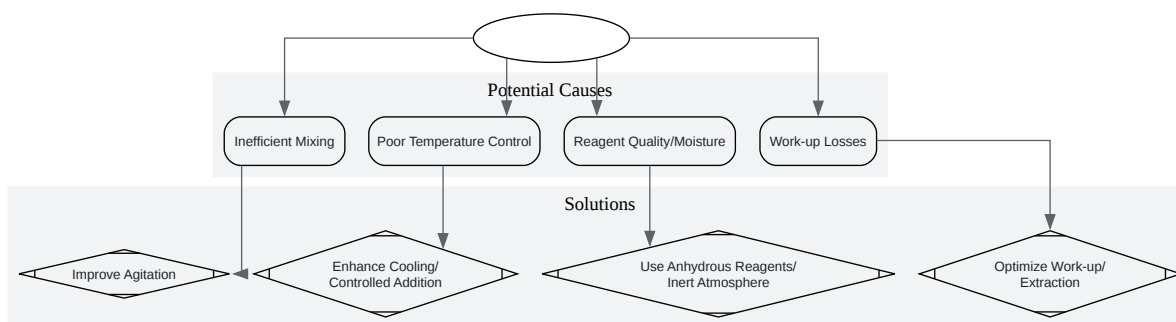 Potential Causes
Inefficient Mixing
Poor Temperature Control
Reagent Quality/Moisture
Work-up Losses
Solutions
Improve Agitation
Enhance Cooling/
Controlled Addition
Use Anhydrous Reagents/
Inert Atmosphere
Optimize Work-up/
Extraction